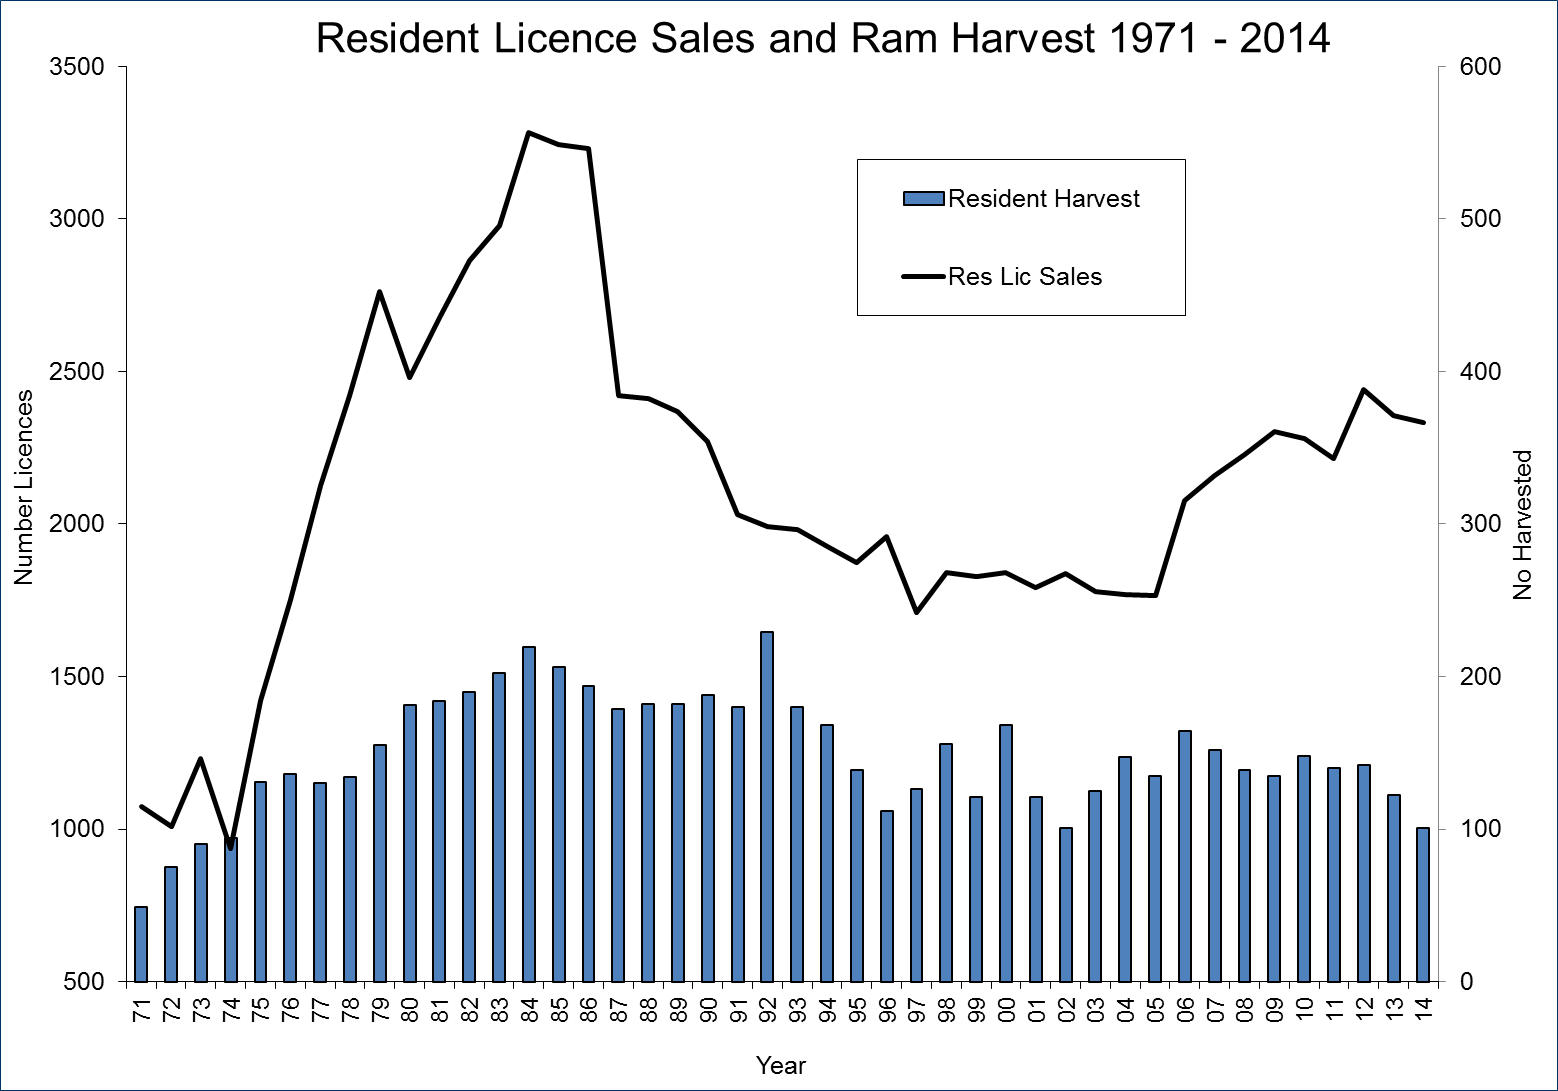 Resident Licence Sales and Ram Harvest 1971 - 2014
3500
3000
2500
2000
1500
1000
500
Number Licences
600
500
400
300
200
100
0
No Harvested
Resident Harvest
Res Lic Sales
71 72 73 74 75 76 77 78 79 80 81 82 83 84 85 86 87 88 89 90 91 92 93 94 95 96 97 98 99 00 01 02 03 04 05 06 07 08 09 10 11 12 13 14
Year